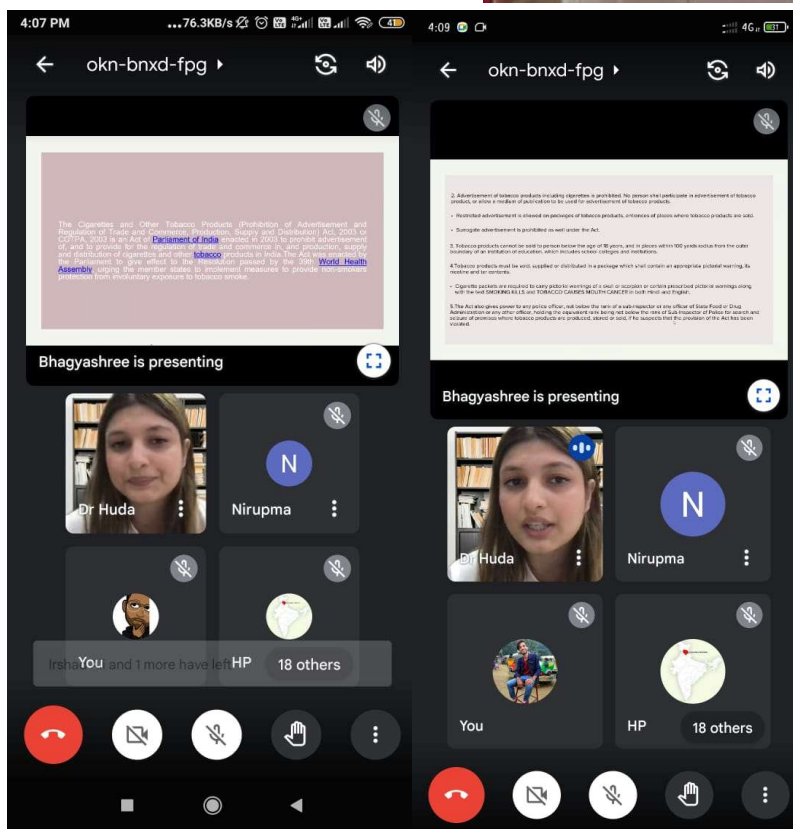 4:07 PM
...76.3KB/s
4G+
41
okn-bnxd-fpg
The Cigarettes and Other Tobacco Products (Prohibition of Advertisement and
Regulation of Trade and Commerce, Production, Supply and Distribution) Act, 2003 or
COTPA, 2003 is an Act of Parliament of India enacted in 2003 to prohibit advertisement
of, and to provide for the regulation of trade and commerce in, and production, supply
and distribution of cigarettes and other tobacco products in India.The Act was enacted by
the Parliament to give effect to the Resolution passed by the 39th World Health
Assembly, urging the member states to implement measures to provide non-smokers
protection from involuntary exposure to tobacco smoke.
Bhagyashree is presenting
Dr Huda
N
Nirupma
You
and 1 more have left
HP
18 others
4:09
4G
31
okn-bnxd-fpg
2. Advertisement of tobacco products including cigarettes is prohibited. No person shall participate in advertisement of tobacco
product, or allow a medium of publication to be used for advertisement of tobacco products.
• Restricted advertisement is allowed on packages of tobacco products, entrances of places where tobacco products are sold.
• Surrogate advertisement is prohibited as well under the Act.
3. Tobacco products cannot be sold to person below the age of 18 years, and in places within 100 yards radius from the outer
boundary of an institution of education, which includes school colleges and institutions.
4.Tobacco products must be sold, supplied or distributed in a package which shall contain an appropriate pictorial warning, its
nicotine and tar contents.
• Cigarette packets are required to carry pictorial warnings of a skull or scorpion or certain prescribed pictorial warnings along
with the text SMOKING KILLS and TOBACCO CAUSES MOUTH CANCER in both Hindi and English.
5.The Act also gives power to any police officer, not below the rank of a sub-inspector or any officer of State Food or Drug
Administration or any other officer, holding the equivalent rank being not below the rank of Sub-Inspector of Police for search and
seizure of premises where tobacco products are produced, stored or sold, if he suspects that the provision of the Act has been
violated.
Bhagyashree is presenting
Dr Huda
N
Nirupma
You
HP
18 others